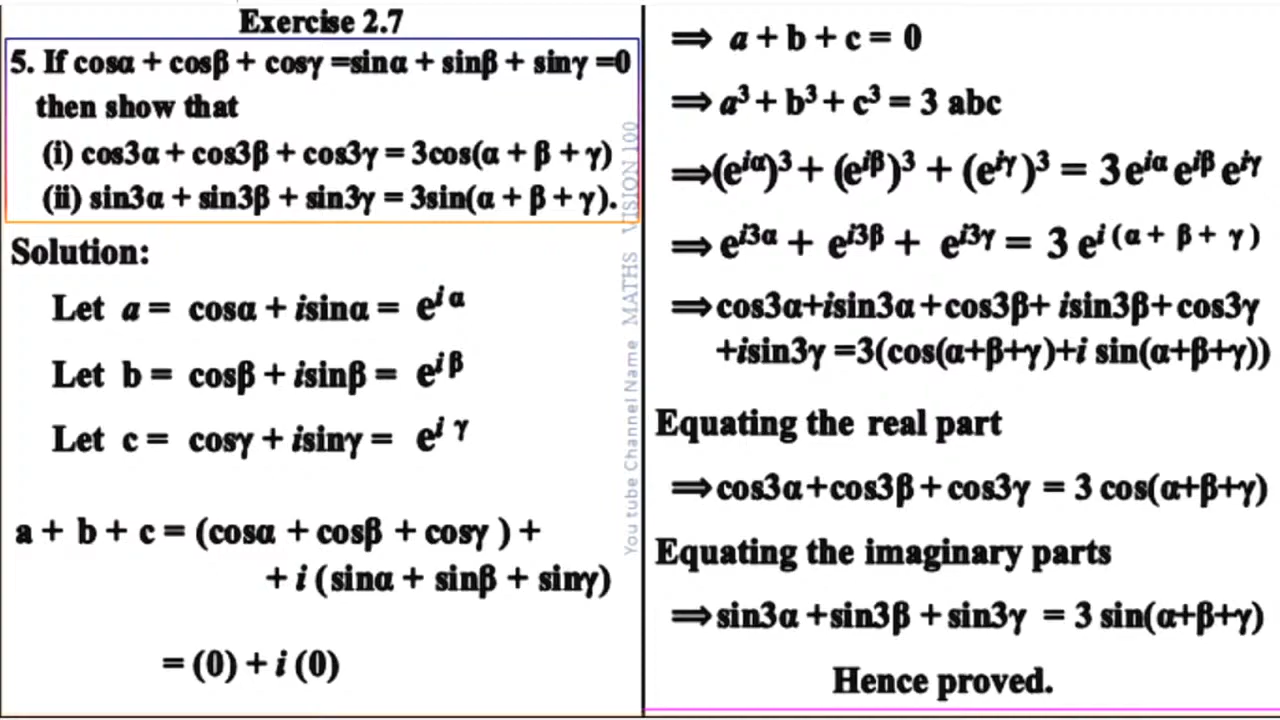 Exercise 2.7
5. If cosα + cosβ + cosγ =sinα + sinβ + sinγ =0
then show that
(i) cos3α + cos3β + cos3γ = 3cos(α + β + γ)
(ii) sin3α + sin3β + sin3γ = 3sin(α + β + γ).
Solution:
Let a = cosα + isinα = e^{iα}
Let b = cosβ + isinβ = e^{iβ}
Let c = cosγ + isinγ = e^{iγ}
a + b + c = (cosα + cosβ + cosγ ) +
+ i (sinα + sinβ + sinγ)
= (0) + i (0)
You tube Channel Name MATHS VISION 100
⟹ a + b + c = 0
⟹ a³ + b³ + c³ = 3 abc
⟹(e^{iα})³ + (e^{iβ})³ + (e^{iγ})³ = 3 e^{iα} e^{iβ} e^{iγ}
⟹ e^{i3α} + e^{i3β} + e^{i3γ} = 3 e^{i(α + β + γ)}
⟹cos3α+isin3α+cos3β+ isin3β+cos3γ
+isin3γ =3(cos(α+β+γ)+i sin(α+β+γ))
Equating the real part
⟹cos3α+cos3β+cos3γ = 3 cos(α+β+γ)
Equating the imaginary parts
⟹sin3α +sin3β + sin3γ = 3 sin(α+β+γ)
Hence proved.